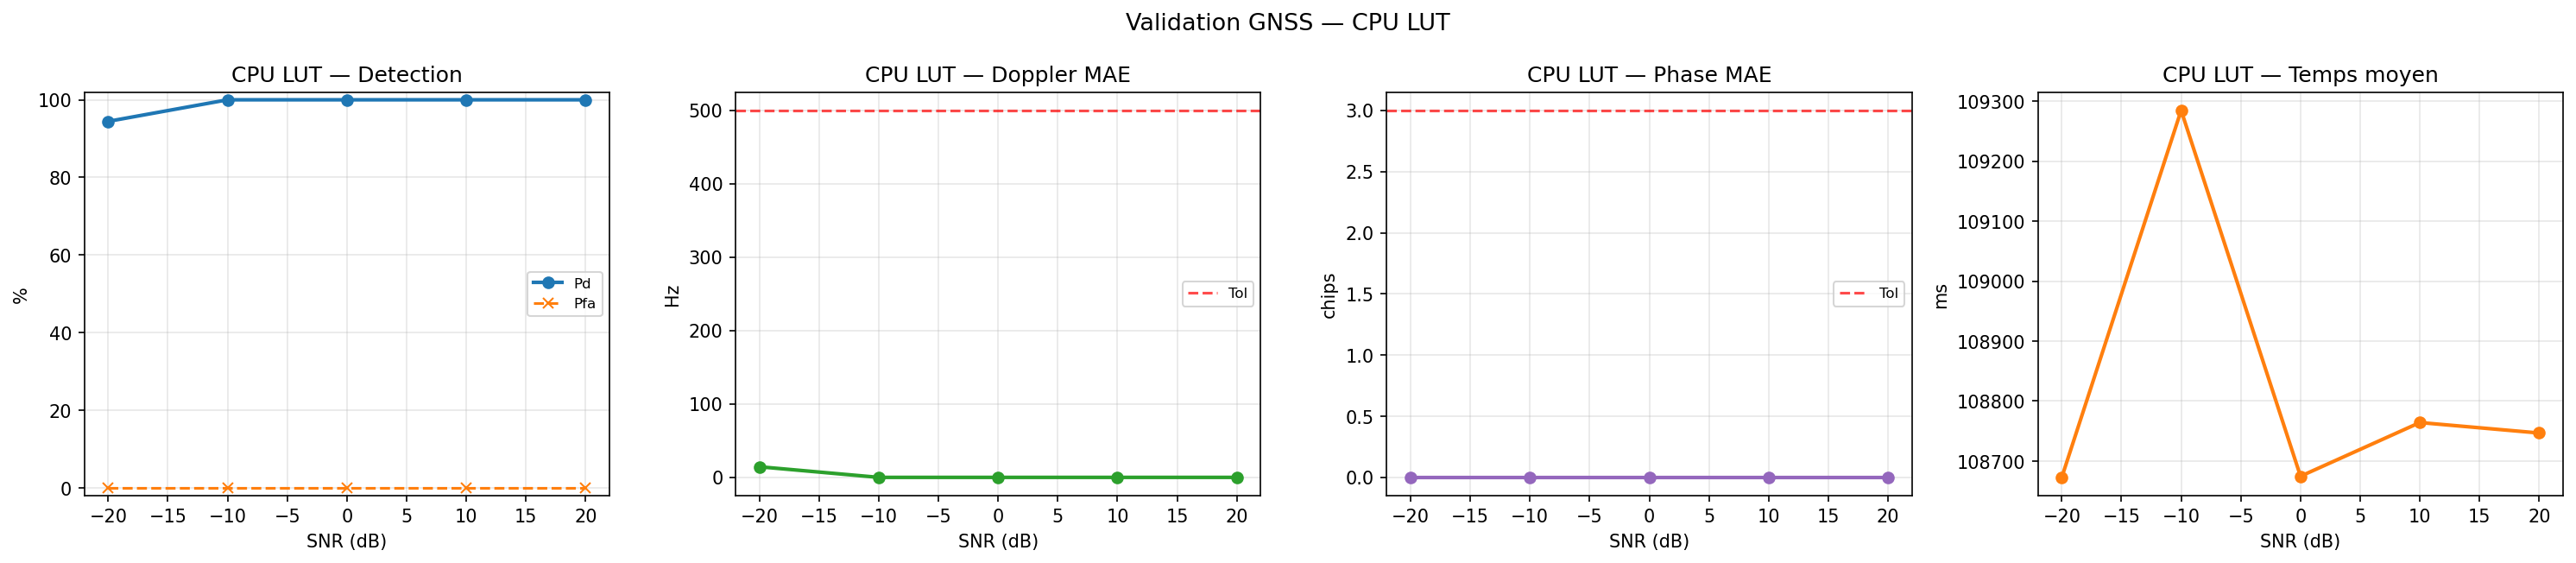 Validation GNSS — CPU LUT
CPU LUT — Detection
100
80
60
40
20
0
%
Pd
Pfa
−20 −15 −10 −5 0 5 10 15 20
SNR (dB)
CPU LUT — Doppler MAE
500
400
300
200
100
0
Hz
Tol
−20 −15 −10 −5 0 5 10 15 20
SNR (dB)
CPU LUT — Phase MAE
3.0
2.5
2.0
1.5
1.0
0.5
0.0
chips
Tol
−20 −15 −10 −5 0 5 10 15 20
SNR (dB)
CPU LUT — Temps moyen
109300
109200
109100
109000
108900
108800
108700
ms
−20 −15 −10 −5 0 5 10 15 20
SNR (dB)